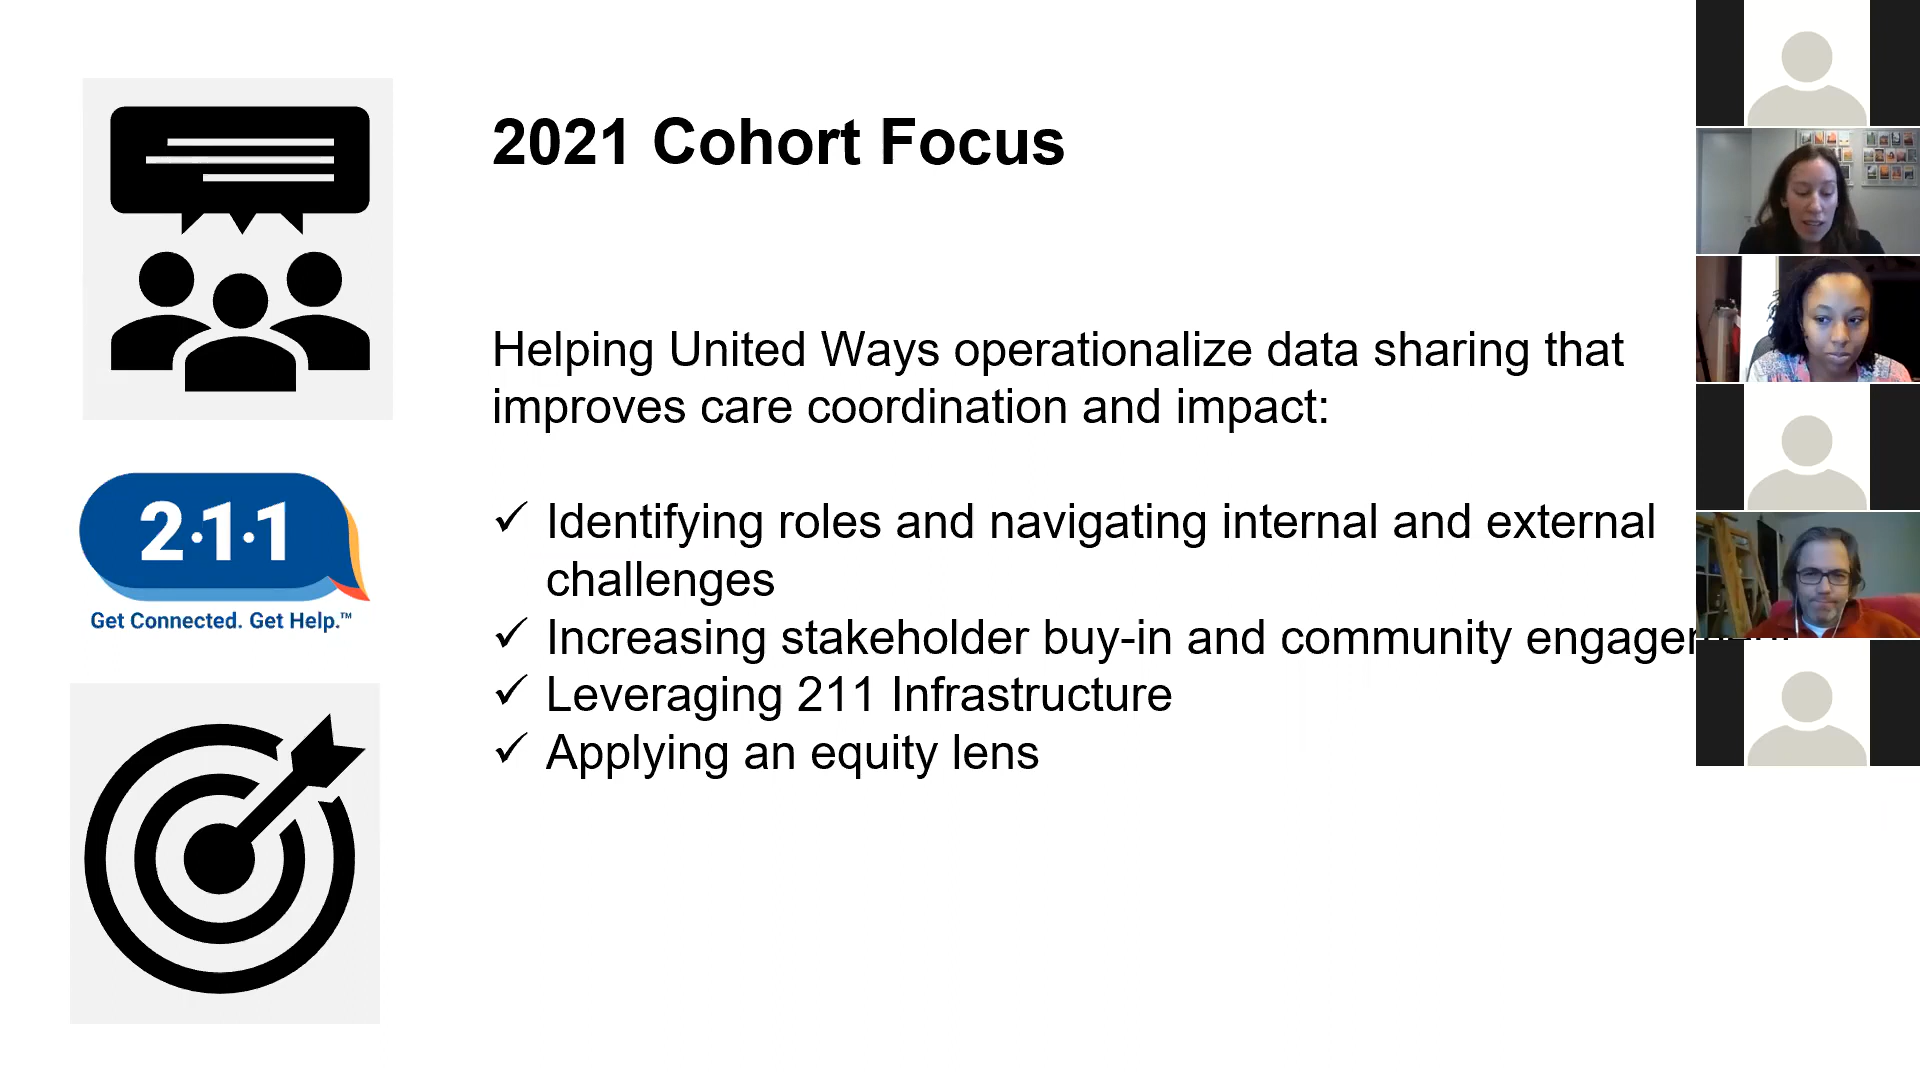 2021 Cohort Focus
Helping United Ways operationalize data sharing that
improves care coordination and impact:
✓ Identifying roles and navigating internal and external
challenges
✓ Increasing stakeholder buy-in and community
✓ Leveraging 211 Infrastructure
✓ Applying an equity lens
2·1·1
Get Connected. Get Help.™